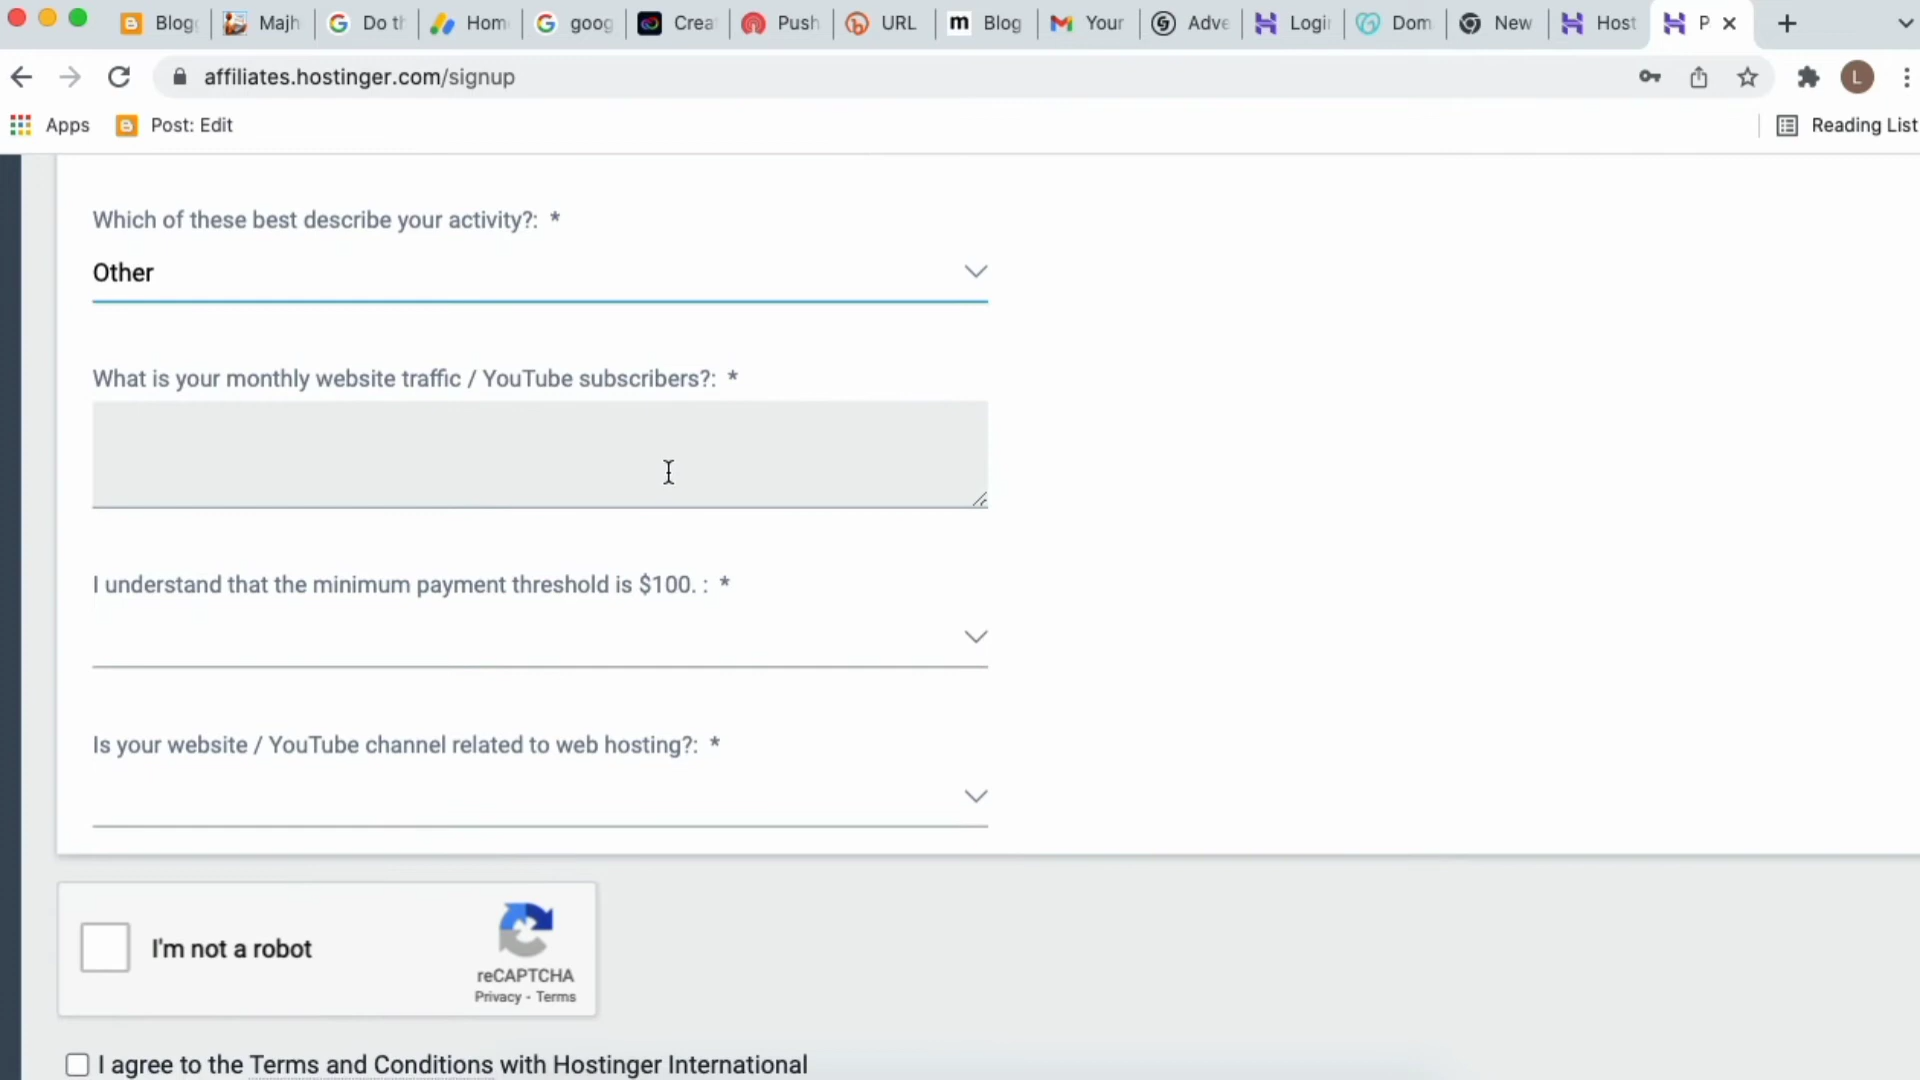 Blog Majh Do th Hom goog Crea Push URL m Blog Your Adve Logi Dom New Host P
affiliates.hostinger.com/signup
L
Apps Post: Edit Reading List
Which of these best describe your activity?: *
Other
What is your monthly website traffic / YouTube subscribers?: *
I understand that the minimum payment threshold is $100. : *
Is your website / YouTube channel related to web hosting?: *
I'm not a robot
reCAPTCHA
Privacy - Terms
I agree to the Terms and Conditions with Hostinger International